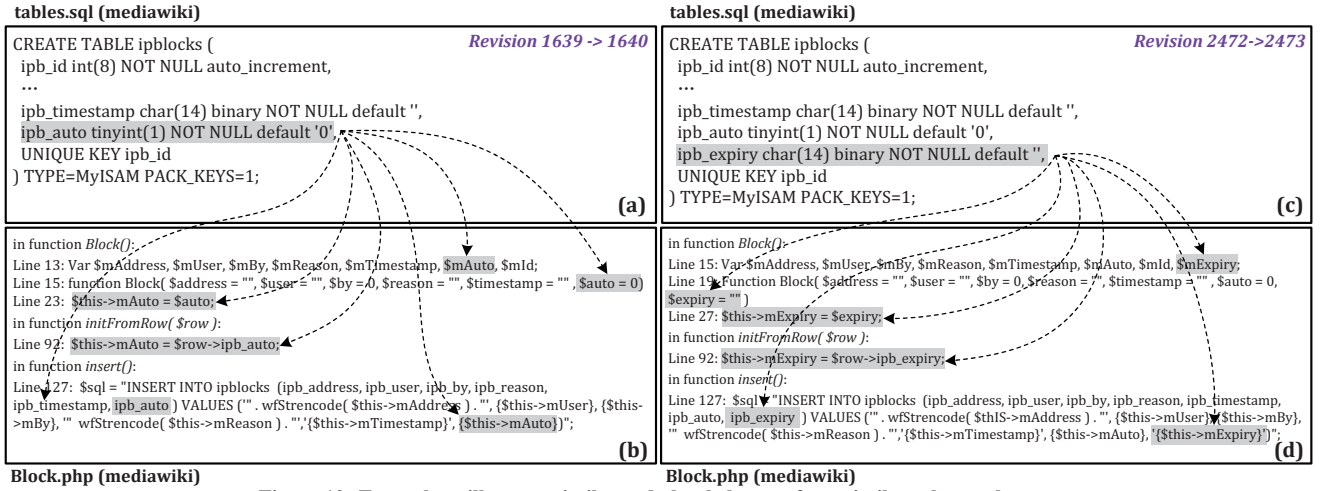 tables.sql (mediawiki)
CREATE TABLE ipblocks (
Revision 1639 -> 1640
ipb_id int(8) NOT NULL auto_increment,
...
ipb_timestamp char(14) binary NOT NULL default '',
ipb_auto tinyint(1) NOT NULL default '0',
UNIQUE KEY ipb_id
) TYPE=MyISAM PACK_KEYS=1;
(a)
in function Block():
Line 13: Var $mAddress, $mUser, $mBy, $mReason, $mTimestamp, $mAuto, $mId;
Line 15: function Block( $address = "", $user = "", $by = 0, $reason = "", $timestamp = "" , $auto = 0)
Line 23: $this->mAuto = $auto;
in function initFromRow( $row ):
Line 92: $this->mAuto = $row->ipb_auto;
in function insert():
Line 127: $sql = "INSERT INTO ipblocks (ipb_address, ipb_user, ipb_by, ipb_reason,
ipb_timestamp, ipb_auto ) VALUES ('" . wfStrencode( $this->mAddress ) . "', {$this->mUser}, {$this-
>mBy}, '" wfStrencode( $this->mReason ) . "','{$this->mTimestamp}', {$this->mAuto})";
(b)
Block.php (mediawiki)
tables.sql (mediawiki)
CREATE TABLE ipblocks (
Revision 2472->2473
ipb_id int(8) NOT NULL auto_increment,
...
ipb_timestamp char(14) binary NOT NULL default '',
ipb_auto tinyint(1) NOT NULL default '0',
ipb_expiry char(14) binary NOT NULL default '',
UNIQUE KEY ipb_id
) TYPE=MyISAM PACK_KEYS=1;
(c)
in function Block():
Line 15: Var $mAddress, $mUser, $mBy, $mReason, $mTimestamp, $mAuto, $mId, $mExpiry;
Line 19: Function Block( $address = "", $user = "", $by = 0, $reason = "", $timestamp = "" , $auto = 0,
$expiry = "" )
Line 27: $this->mExpiry = $expiry;
in function initFromRow( $row ):
Line 92: $this->mExpiry = $row->ipb_expiry;
in function insert():
Line 127: $sql = "INSERT INTO ipblocks (ipb_address, ipb_user, ipb_by, ipb_reason, ipb_timestamp,
ipb_auto, ipb_expiry ) VALUES ('" . wfStrencode( $thIS->mAddress ) . "', {$this->mUser}, {$this->mBy},
'" wfStrencode( $this->mReason ) . "','{$this->mTimestamp}', {$this->mAuto}, '{$this->mExpiry}')";
(d)
Block.php (mediawiki)